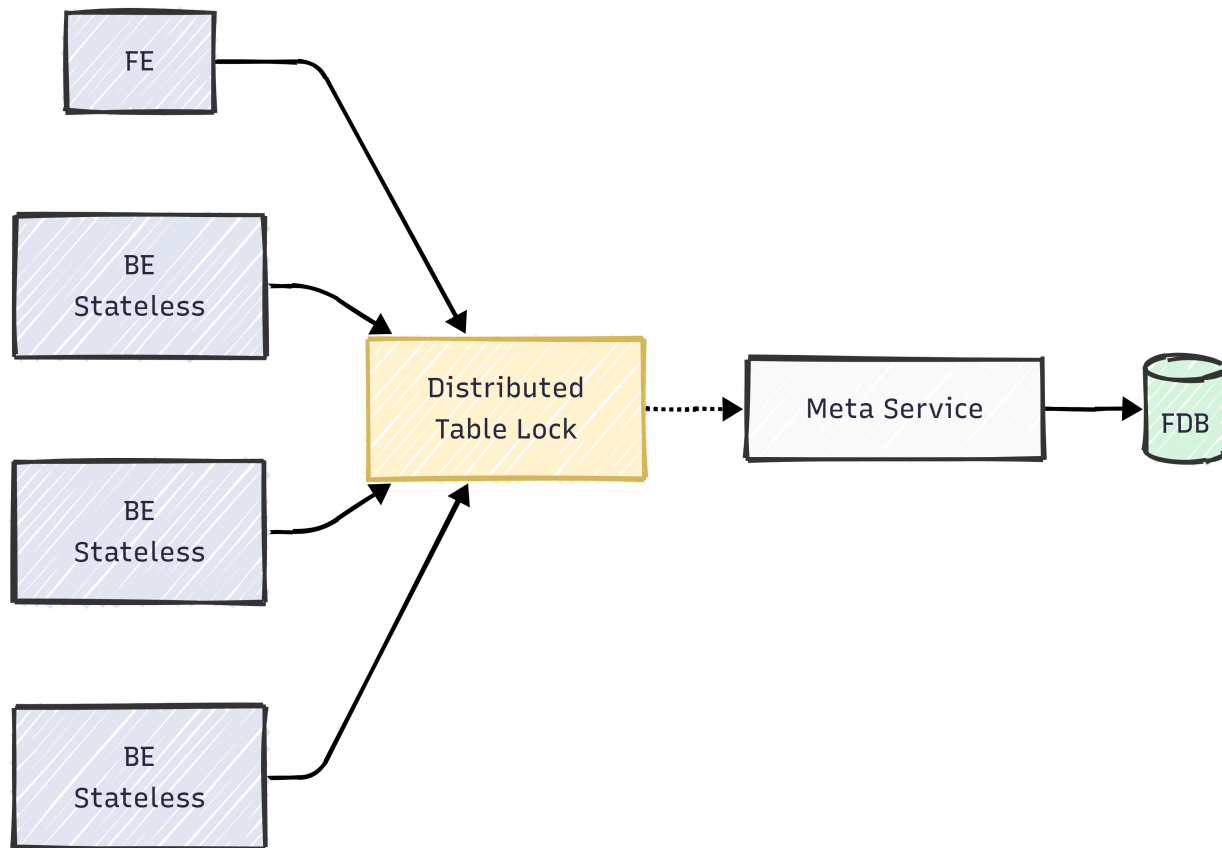 FE
BE
Stateless
Distributed
Table Lock
Meta Service
FDB
BE
Stateless
BE
Stateless